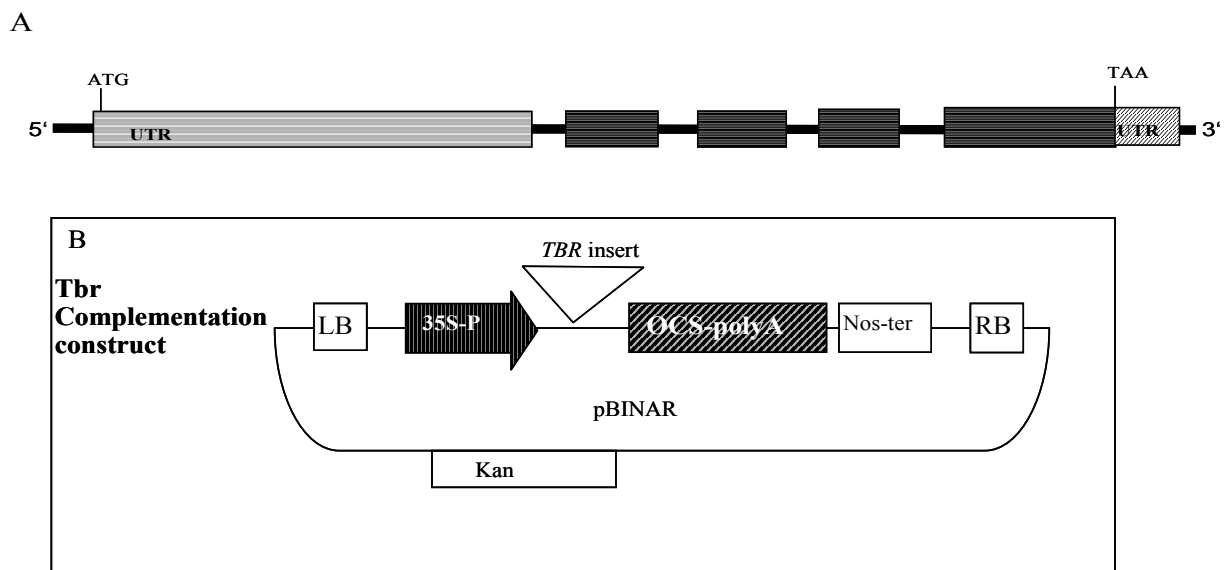 A
ATG
TAA
5‘
UTR
UTR
3‘
B
TBR insert
Tbr
Complementation
construct
LB
35S-P
OCS-polyA
Nos-ter
RB
pBINAR
Kan